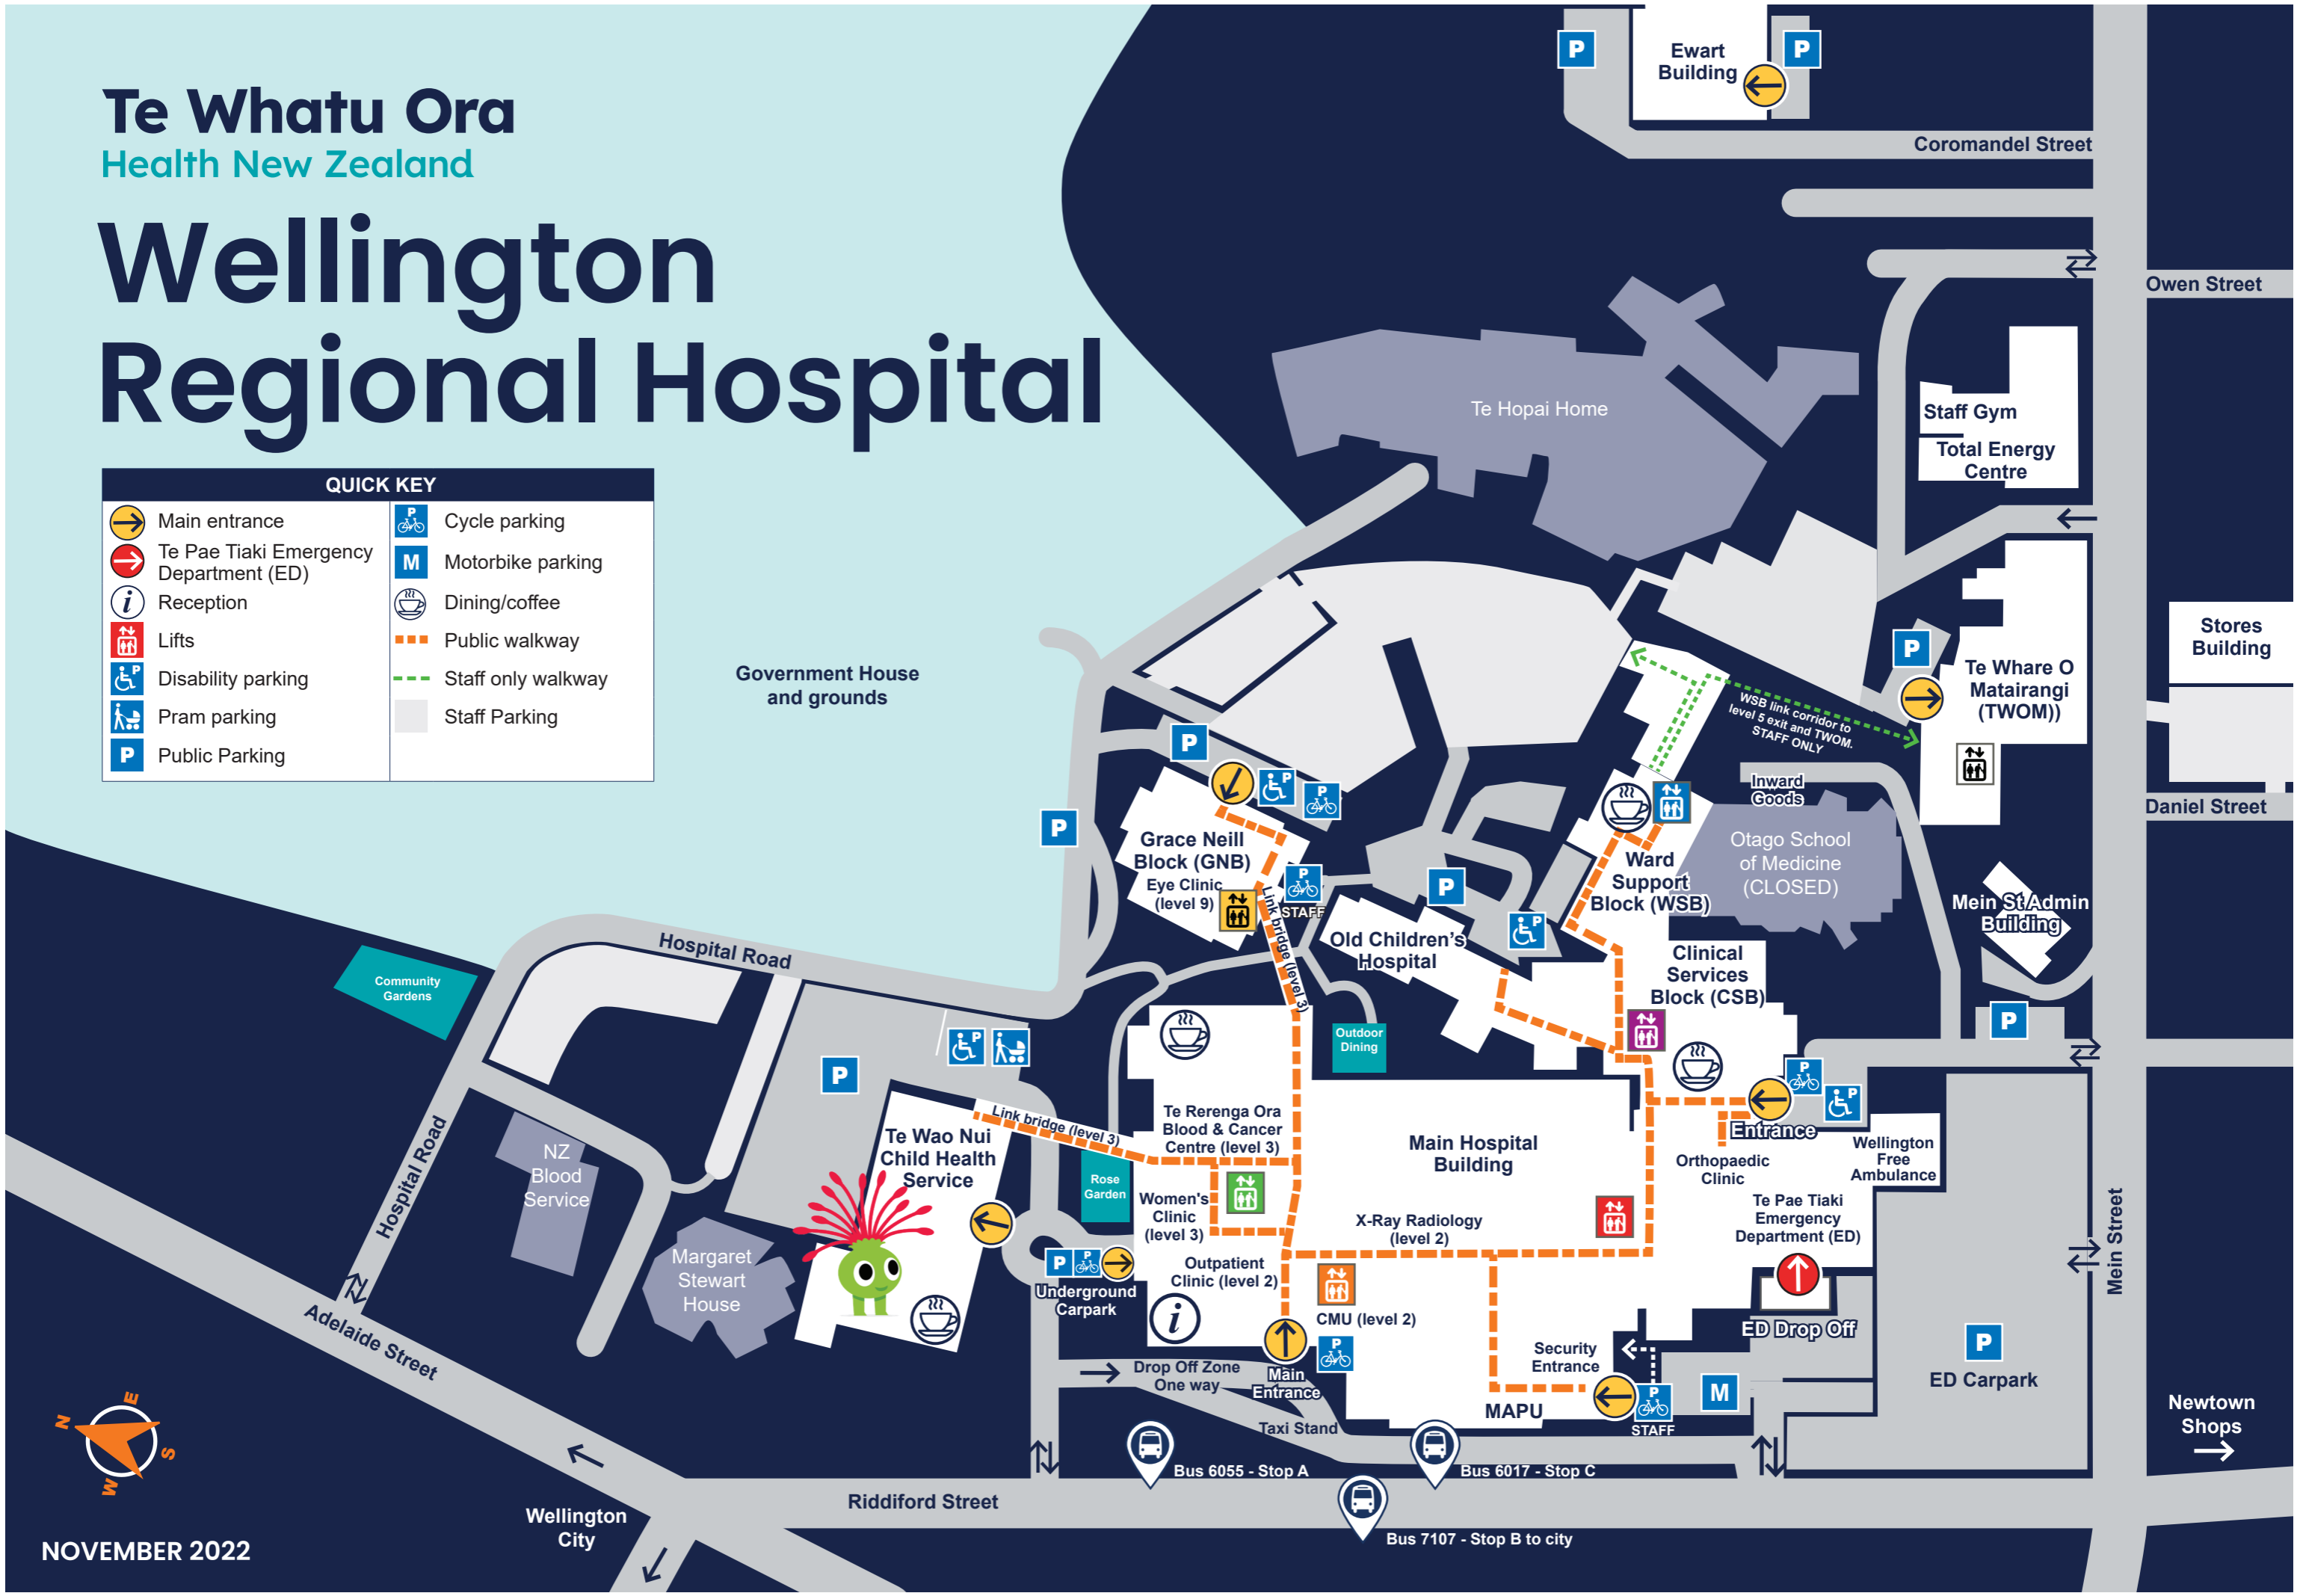 Te Whatu Ora
Health New Zealand
Wellington
Regional Hospital
QUICK KEY
Main entrance
Te Pae Tiaki Emergency
Department (ED)
i
Reception
Lifts
P
Disability parking
Pram parking
P
Public Parking
P
Cycle parking
M
Motorbike parking
Dining/coffee
Public walkway
Staff only walkway
Staff Parking
P
Ewart
Building
P
Coromandel Street
Owen Street
Te Hopai Home
Staff Gym
Total Energy
Centre
Stores
Building
P
Te Whare O
Matairangi
(TWOM))
WSB link corridor to
level 5 exit and TWOM.
STAFF ONLY
Government House
and grounds
P
P
P
P
Grace Neill
Block (GNB)
Eye Clinic
(level 9)
P
STAFF
Link bridge (level 3)
Inward
Goods
Daniel Street
Otago School
of Medicine
(CLOSED)
Ward
Support
Block (WSB)
P
P
Old Children's
Hospital
Mein St Admin
Building
Clinical
Services
Block (CSB)
P
Hospital Road
Community
Gardens
P
P
Outdoor
Dining
P
P
Entrance
Link bridge (level 3)
Te Wao Nui
Child Health
Service
Te Rerenga Ora
Blood & Cancer
Centre (level 3)
Main Hospital
Building
Orthopaedic
Clinic
Wellington
Free
Ambulance
NZ
Blood
Service
Rose
Garden
Women's
Clinic
(level 3)
X-Ray Radiology
(level 2)
Te Pae Tiaki
Emergency
Department (ED)
Hospital Road
Margaret
Stewart
House
P
P
Underground
Carpark
Outpatient
Clinic (level 2)
i
CMU (level 2)
P
Main
Entrance
Security
Entrance
ED Drop Off
P
ED Carpark
Mein Street
Adelaide Street
Drop Off Zone
One way
Taxi Stand
MAPU
P
STAFF
M
Newtown
Shops
N
E
S
W
Bus 6055 - Stop A
Bus 6017 - Stop C
Riddiford Street
Bus 7107 - Stop B to city
Wellington
City
NOVEMBER 2022